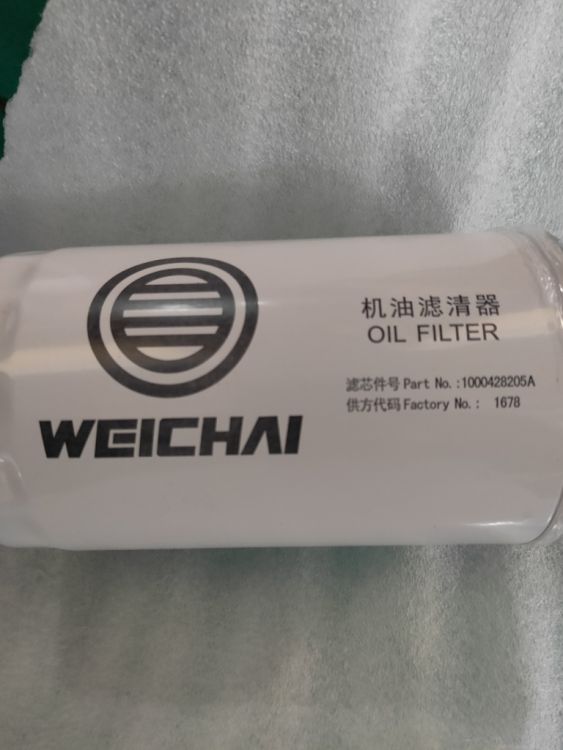 机油滤清器
OIL FILTER
滤芯件号 Part No.:1000428205A
供方代码 Factory No.: 1678
WEICHAI